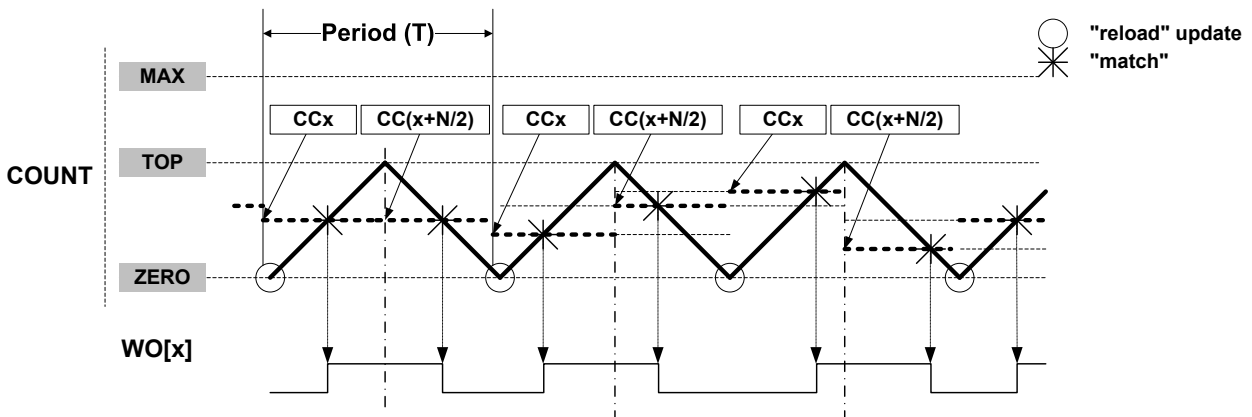 Period (T)
"reload" update
"match"
MAX
CCx
CC(x+N/2)
CCx
CC(x+N/2)
CCx
CC(x+N/2)
TOP
COUNT
ZERO
WO[x]